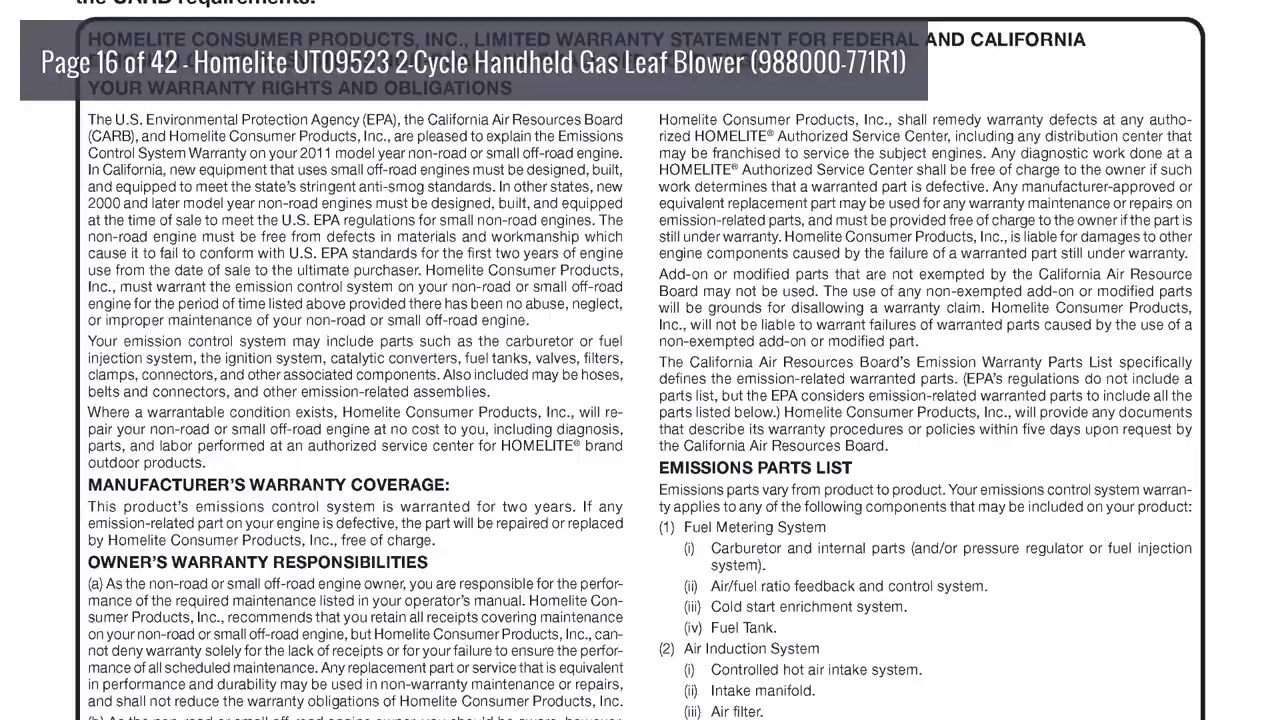 the CARB requirements.
HOMELITE CONSUMER PRODUCTS, INC., LIMITED WARRANTY STATEMENT FOR FEDERAL AND CALIFORNIA
Page 16 of 42 - Homelite UT09523 2-Cycle Handheld Gas Leaf Blower (988000-771R1)
YOUR WARRANTY RIGHTS AND OBLIGATIONS
The U.S. Environmental Protection Agency (EPA), the California Air Resources Board
(CARB), and Homelite Consumer Products, Inc., are pleased to explain the Emissions
Control System Warranty on your 2011 model year non-road or small off-road engine.
In California, new equipment that uses small off-road engines must be designed, built,
and equipped to meet the state's stringent anti-smog standards. In other states, new
2000 and later model year non-road engines must be designed, built, and equipped
at the time of sale to meet the U.S. EPA regulations for small non-road engines. The
non-road engine must be free from defects in materials and workmanship which
cause it to fail to conform with U.S. EPA standards for the first two years of engine
use from the date of sale to the ultimate purchaser. Homelite Consumer Products,
Inc., must warrant the emission control system on your non-road or small off-road
engine for the period of time listed above provided there has been no abuse, neglect,
or improper maintenance of your non-road or small off-road engine.
Your emission control system may include parts such as the carburetor or fuel
injection system, the ignition system, catalytic converters, fuel tanks, valves, filters,
clamps, connectors, and other associated components. Also included may be hoses,
belts and connectors, and other emission-related assemblies.
Where a warrantable condition exists, Homelite Consumer Products, Inc., will re-
pair your non-road or small off-road engine at no cost to you, including diagnosis,
parts, and labor performed at an authorized service center for HOMELITE® brand
outdoor products.
MANUFACTURER'S WARRANTY COVERAGE:
This product's emissions control system is warranted for two years. If any
emission-related part on your engine is defective, the part will be repaired or replaced
by Homelite Consumer Products, Inc., free of charge.
OWNER'S WARRANTY RESPONSIBILITIES
(a) As the non-road or small off-road engine owner, you are responsible for the perfor-
mance of the required maintenance listed in your operator's manual. Homelite Con-
sumer Products, Inc., recommends that you retain all receipts covering maintenance
on your non-road or small off-road engine, but Homelite Consumer Products, Inc., can-
not deny warranty solely for the lack of receipts or for your failure to ensure the perfor-
mance of all scheduled maintenance. Any replacement part or service that is equivalent
in performance and durability may be used in non-warranty maintenance or repairs,
and shall not reduce the warranty obligations of Homelite Consumer Products, Inc.
(b) As the non-road or small off-road engine owner, you should be aware, however,
Homelite Consumer Products, Inc., shall remedy warranty defects at any autho-
rized HOMELITE® Authorized Service Center, including any distribution center that
may be franchised to service the subject engines. Any diagnostic work done at a
HOMELITE® Authorized Service Center shall be free of charge to the owner if such
work determines that a warranted part is defective. Any manufacturer-approved or
equivalent replacement part may be used for any warranty maintenance or repairs on
emission-related parts, and must be provided free of charge to the owner if the part is
still under warranty. Homelite Consumer Products, Inc., is liable for damages to other
engine components caused by the failure of a warranted part still under warranty.
Add-on or modified parts that are not exempted by the California Air Resource
Board may not be used. The use of any non-exempted add-on or modified parts
will be grounds for disallowing a warranty claim. Homelite Consumer Products,
Inc., will not be liable to warrant failures of warranted parts caused by the use of a
non-exempted add-on or modified part.
The California Air Resources Board's Emission Warranty Parts List specifically
defines the emission-related warranted parts. (EPA's regulations do not include a
parts list, but the EPA considers emission-related warranted parts to include all the
parts listed below.) Homelite Consumer Products, Inc., will provide any documents
that describe its warranty procedures or policies within five days upon request by
the California Air Resources Board.
EMISSIONS PARTS LIST
Emissions parts vary from product to product. Your emissions control system warran-
ty applies to any of the following components that may be included on your product:
(1) Fuel Metering System
(i) Carburetor and internal parts (and/or pressure regulator or fuel injection
system).
(ii) Air/fuel ratio feedback and control system.
(iii) Cold start enrichment system.
(iv) Fuel Tank.
(2) Air Induction System
(i) Controlled hot air intake system.
(ii) Intake manifold.
(iii) Air filter.